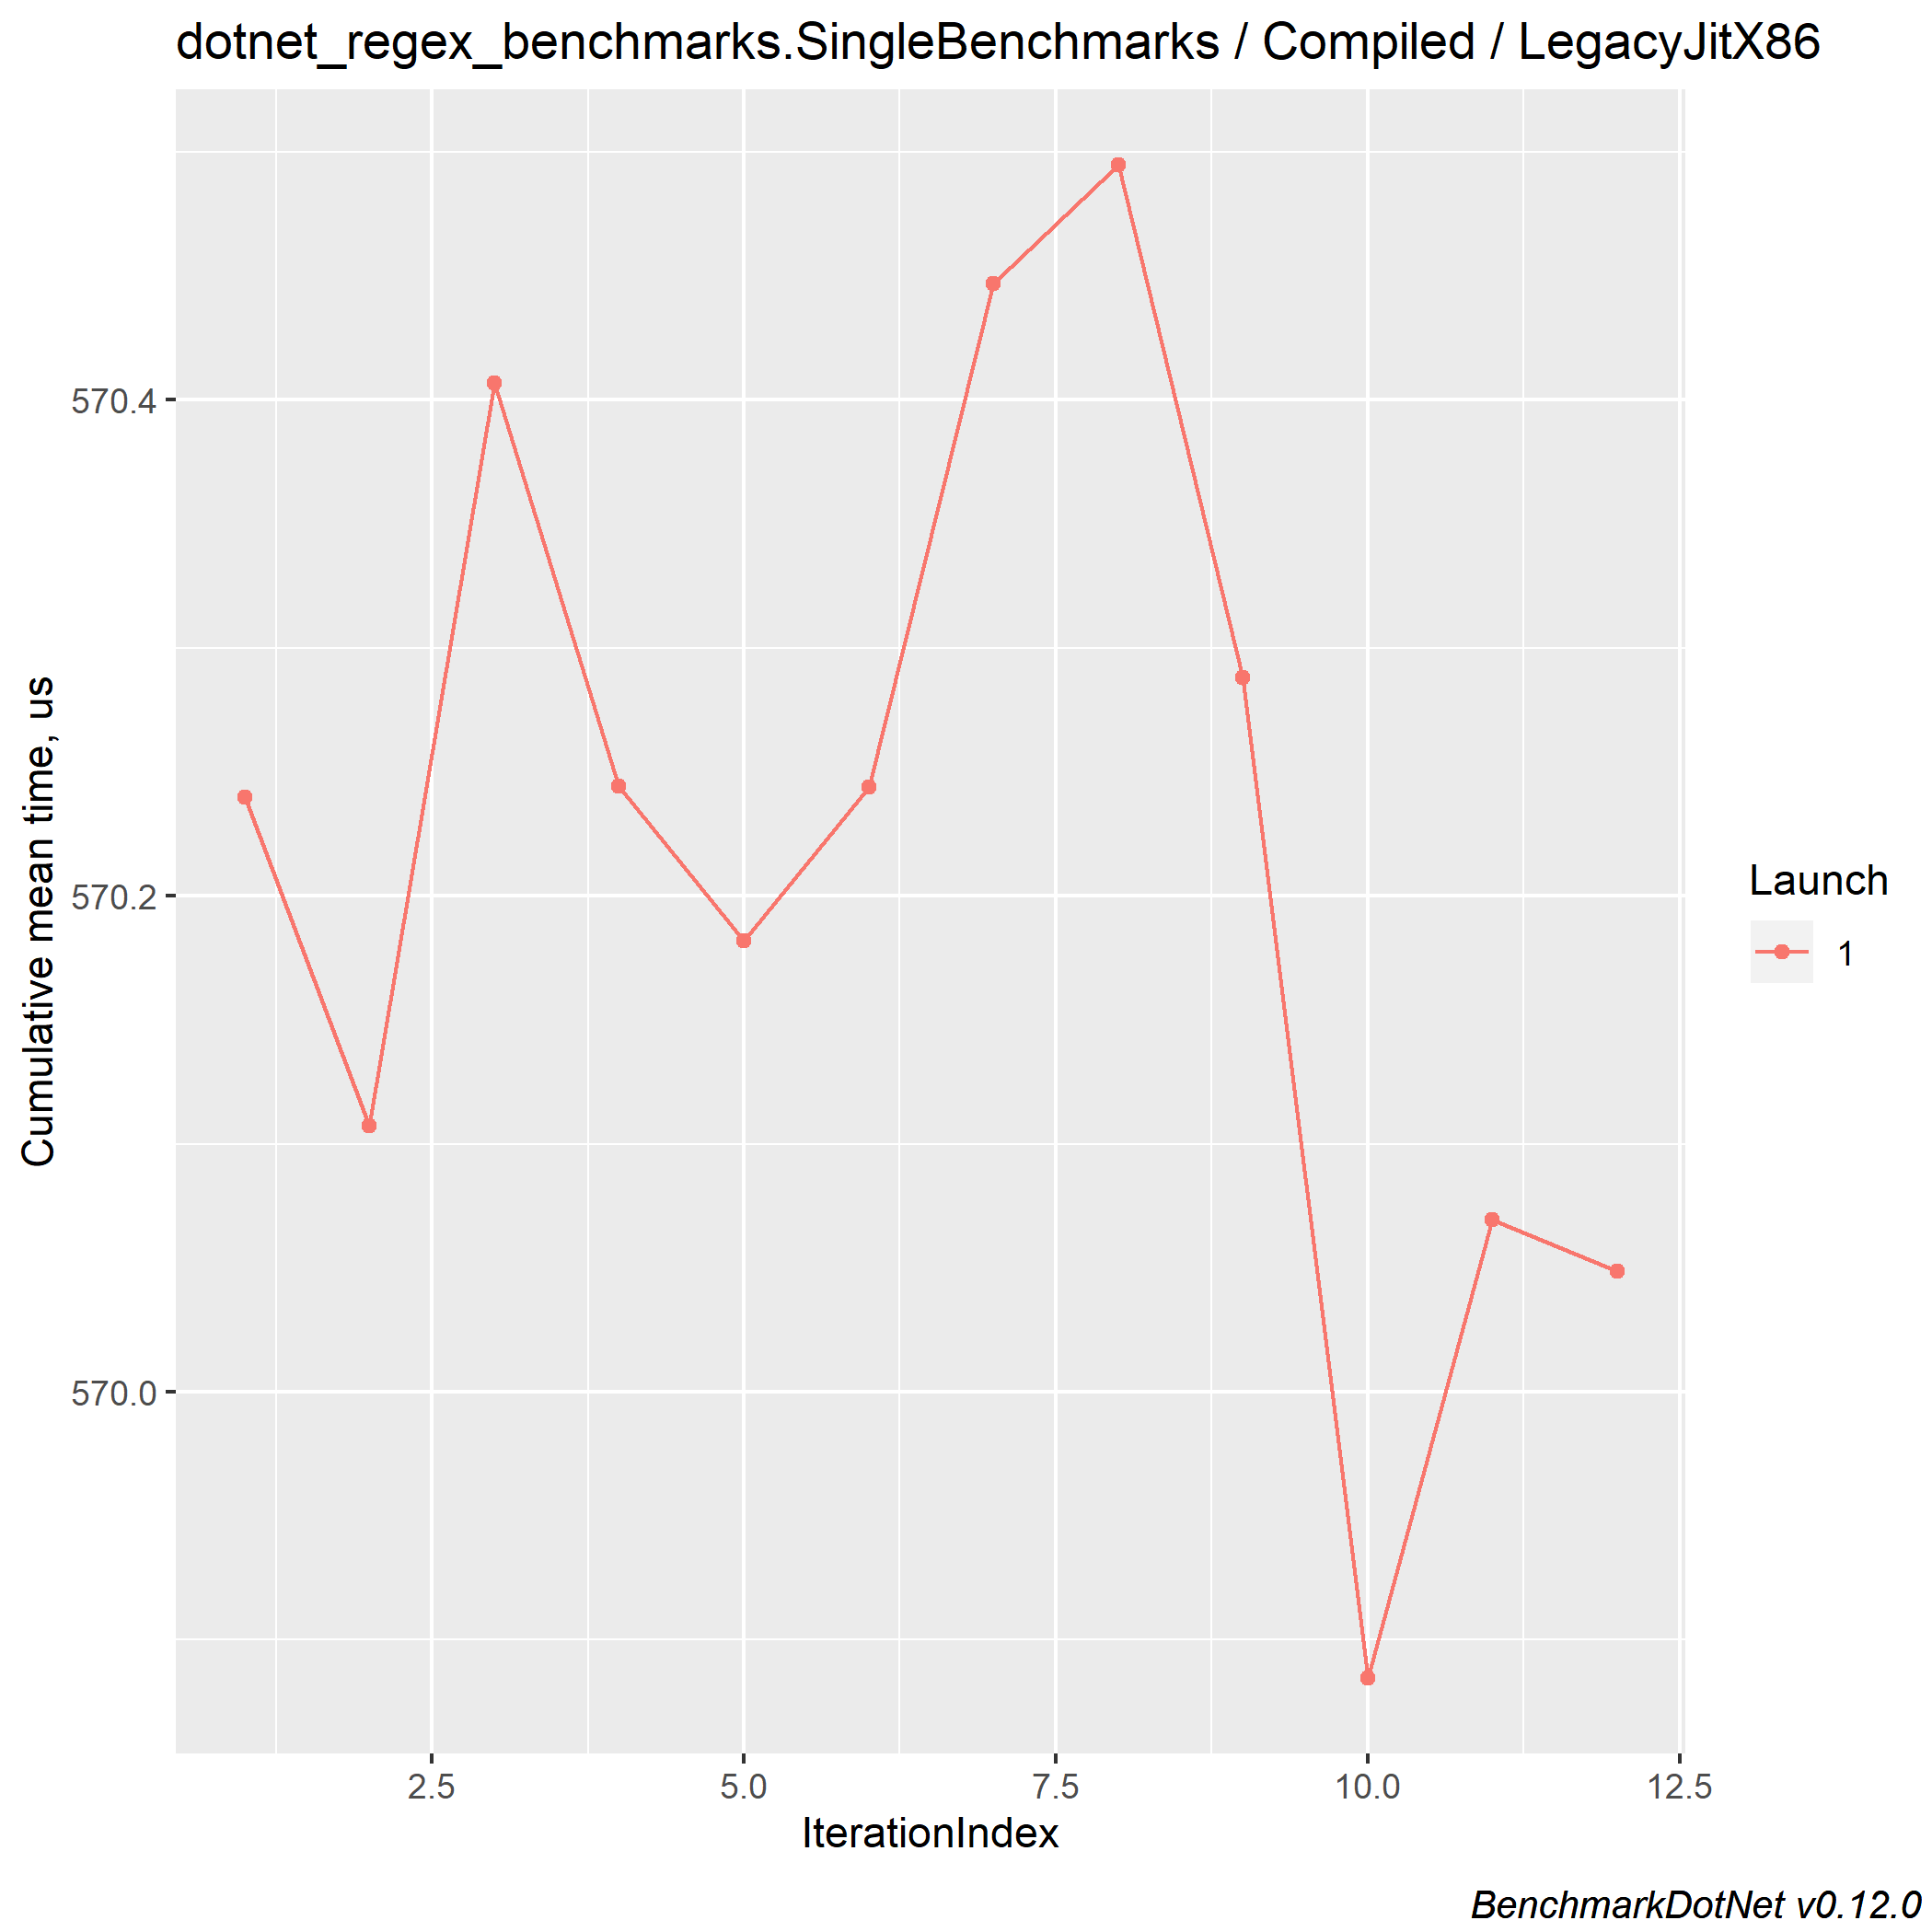 dotnet_regex_benchmarks.SingleBenchmarks / Compiled / LegacyJitX86
Cumulative mean time, us
570.4
570.2
570.0
2.5 5.0 7.5 10.0 12.5
IterationIndex
Launch
1
BenchmarkDotNet v0.12.0